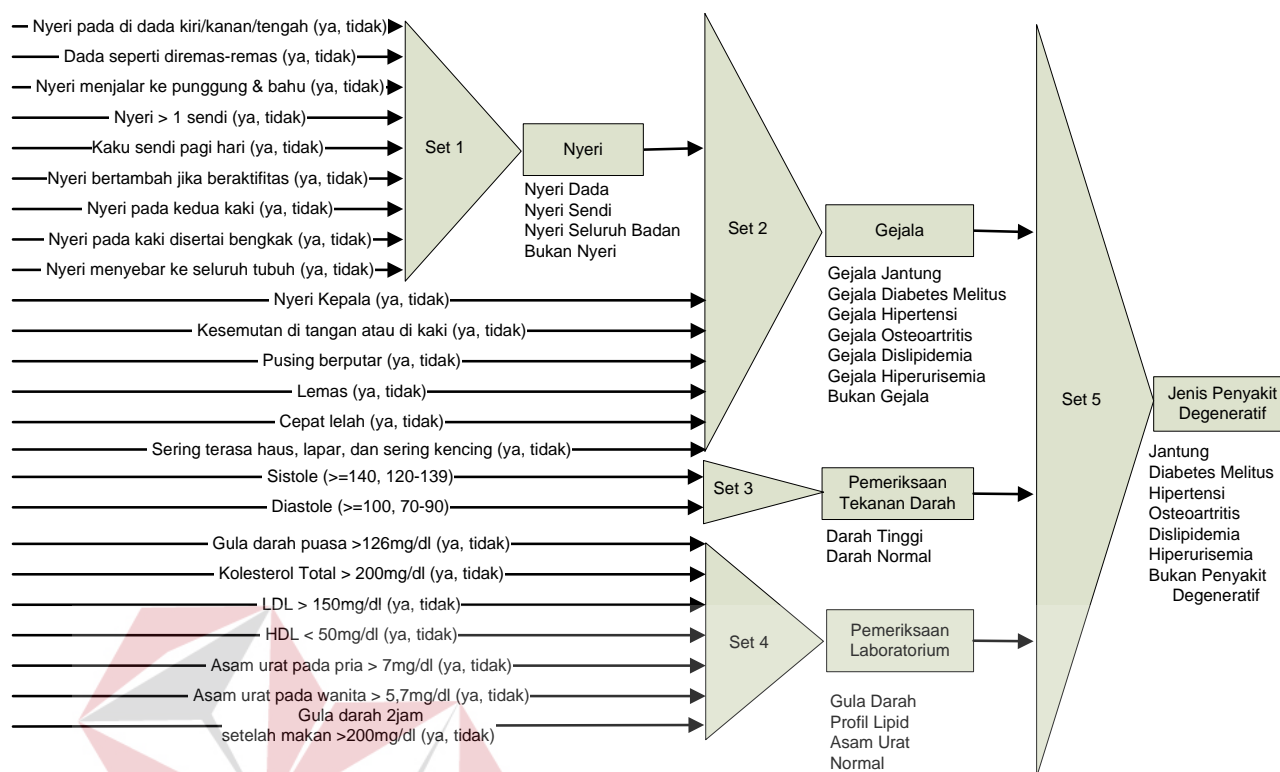 Nyeri pada di dada kiri/kanan/tengah (ya, tidak)
Dada seperti diremas-remas (ya, tidak)
Nyeri menjalar ke punggung & bahu (ya, tidak)
Nyeri > 1 sendi (ya, tidak)
Kaku sendi pagi hari (ya, tidak)
Nyeri bertambah jika beraktifitas (ya, tidak)
Nyeri pada kedua kaki (ya, tidak)
Nyeri pada kaki disertai bengkak (ya, tidak)
Nyeri menyebar ke seluruh tubuh (ya, tidak)
Set 1
Nyeri
Nyeri Dada
Nyeri Sendi
Nyeri Seluruh Badan
Bukan Nyeri
Nyeri Kepala (ya, tidak)
Kesemutan di tangan atau di kaki (ya, tidak)
Pusing berputar (ya, tidak)
Lemas (ya, tidak)
Cepat lelah (ya, tidak)
Sering terasa haus, lapar, dan sering kencing (ya, tidak)
Set 2
Gejala
Gejala Jantung
Gejala Diabetes Melitus
Gejala Hipertensi
Gejala Osteoartritis
Gejala Dislipidemia
Gejala Hiperurisemia
Bukan Gejala
Sistole (>=140, 120-139)
Diastole (>=100, 70-90)
Set 3
Pemeriksaan
Tekanan Darah
Darah Tinggi
Darah Normal
Gula darah puasa >126mg/dl (ya, tidak)
Kolesterol Total > 200mg/dl (ya, tidak)
LDL > 150mg/dl (ya, tidak)
HDL < 50mg/dl (ya, tidak)
Asam urat pada pria > 7mg/dl (ya, tidak)
Asam urat pada wanita > 5,7mg/dl (ya, tidak)
Gula darah 2jam
setelah makan >200mg/dl (ya, tidak)
Set 4
Pemeriksaan
Laboratorium
Gula Darah
Profil Lipid
Asam Urat
Normal
Set 5
Jenis Penyakit
Degeneratif
Jantung
Diabetes Melitus
Hipertensi
Osteoartritis
Dislipidemia
Hiperurisemia
Bukan Penyakit
Degeneratif